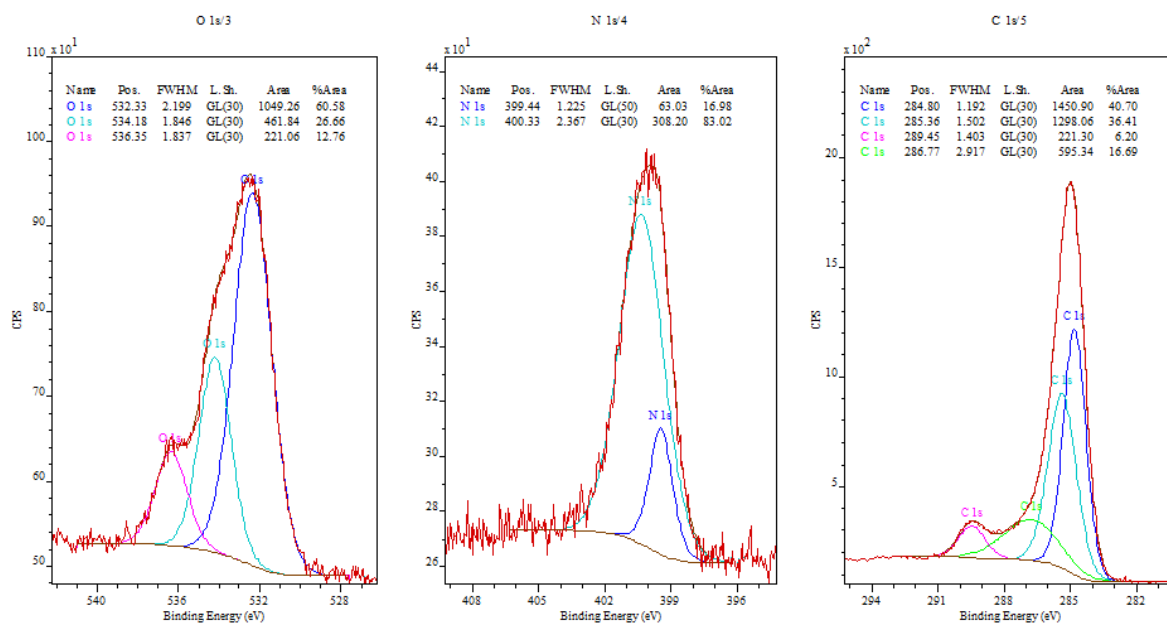 O 1s/3
110 x 10^1
Name Pos. FWHM L.Sh. Area %Area
O 1s 532.33 2.199 GL(30) 1049.26 60.58
O 1s 534.18 1.846 GL(30) 461.84 26.66
O 1s 536.35 1.837 GL(30) 221.06 12.76
100
90
80
70
60
50
CPS
O 1s
O 1s
O 1s
540 536 532 528
Binding Energy (eV)
N 1s/4
x 10^1
44
Name Pos. FWHM L.Sh. Area %Area
N 1s 399.44 1.225 GL(50) 63.03 16.98
N 1s 400.33 2.367 GL(30) 308.20 83.02
42
40
38
36
34
32
30
28
26
CPS
N 1s
N 1s
408 405 402 399 396
Binding Energy (eV)
C 1s/5
x 10^2
Name Pos. FWHM L.Sh. Area %Area
C 1s 284.80 1.192 GL(30) 1450.90 40.70
C 1s 285.36 1.502 GL(30) 1298.06 36.41
C 1s 289.45 1.403 GL(30) 221.30 6.20
C 1s 286.77 2.917 GL(30) 595.34 16.69
20
15
10
5
CPS
C 1s
C 1s
C 1s
C 1s
294 291 288 285 282
Binding Energy (eV)